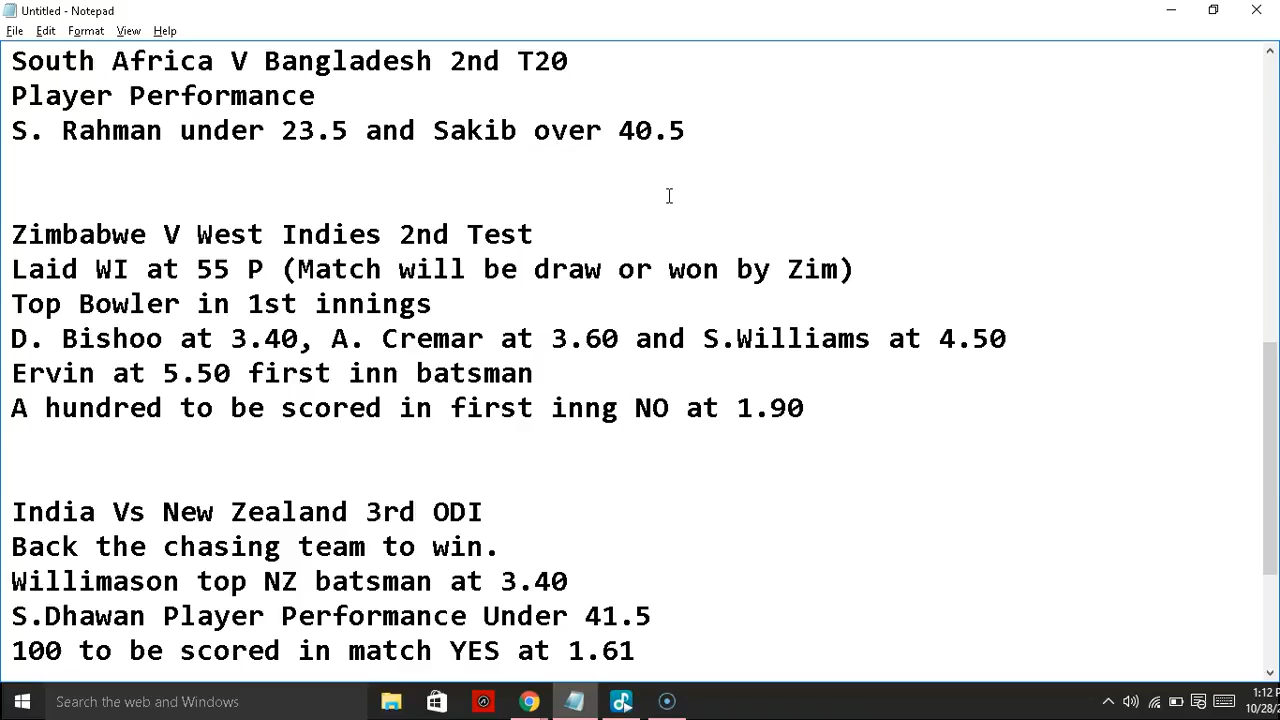 Untitled - Notepad
File Edit Format View Help
South Africa V Bangladesh 2nd T20
Player Performance
S. Rahman under 23.5 and Sakib over 40.5
Zimbabwe V West Indies 2nd Test
Laid WI at 55 P (Match will be draw or won by Zim)
Top Bowler in 1st innings
D. Bishoo at 3.40, A. Cremar at 3.60 and S.Williams at 4.50
Ervin at 5.50 first inn batsman
A hundred to be scored in first inng NO at 1.90
India Vs New Zealand 3rd ODI
Back the chasing team to win.
Willimason top NZ batsman at 3.40
S.Dhawan Player Performance Under 41.5
100 to be scored in match YES at 1.61
Search the web and Windows
1:12 P
10/28/2